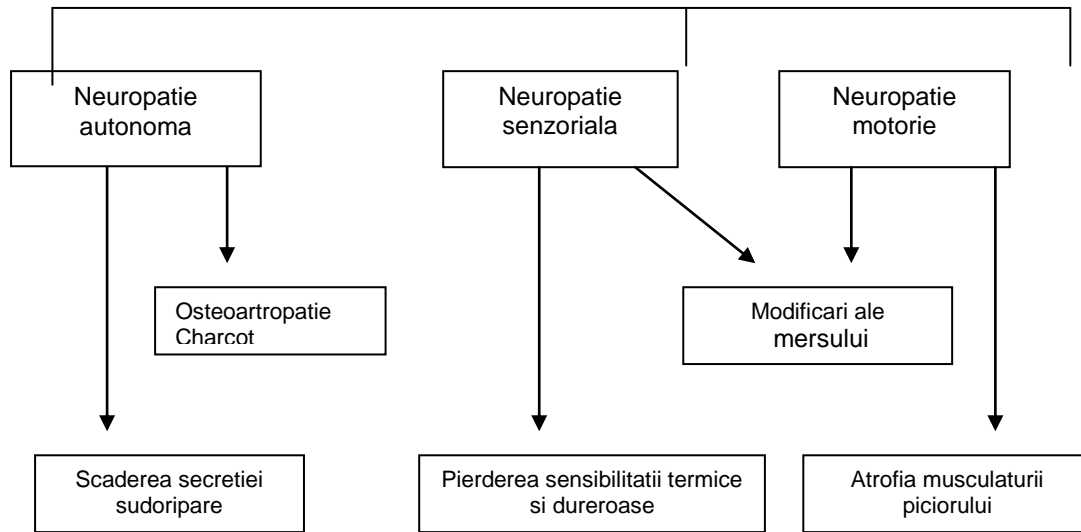 Neuropatie
autonoma
Neuropatie
senzoriala
Neuropatie
motorie
Osteoartropatie
Charcot
Modificari ale
mersului
Scaderea secretiei
sudoripare
Pierderea sensibilitatii termice
si dureroase
Atrofia musculaturii
piciorului